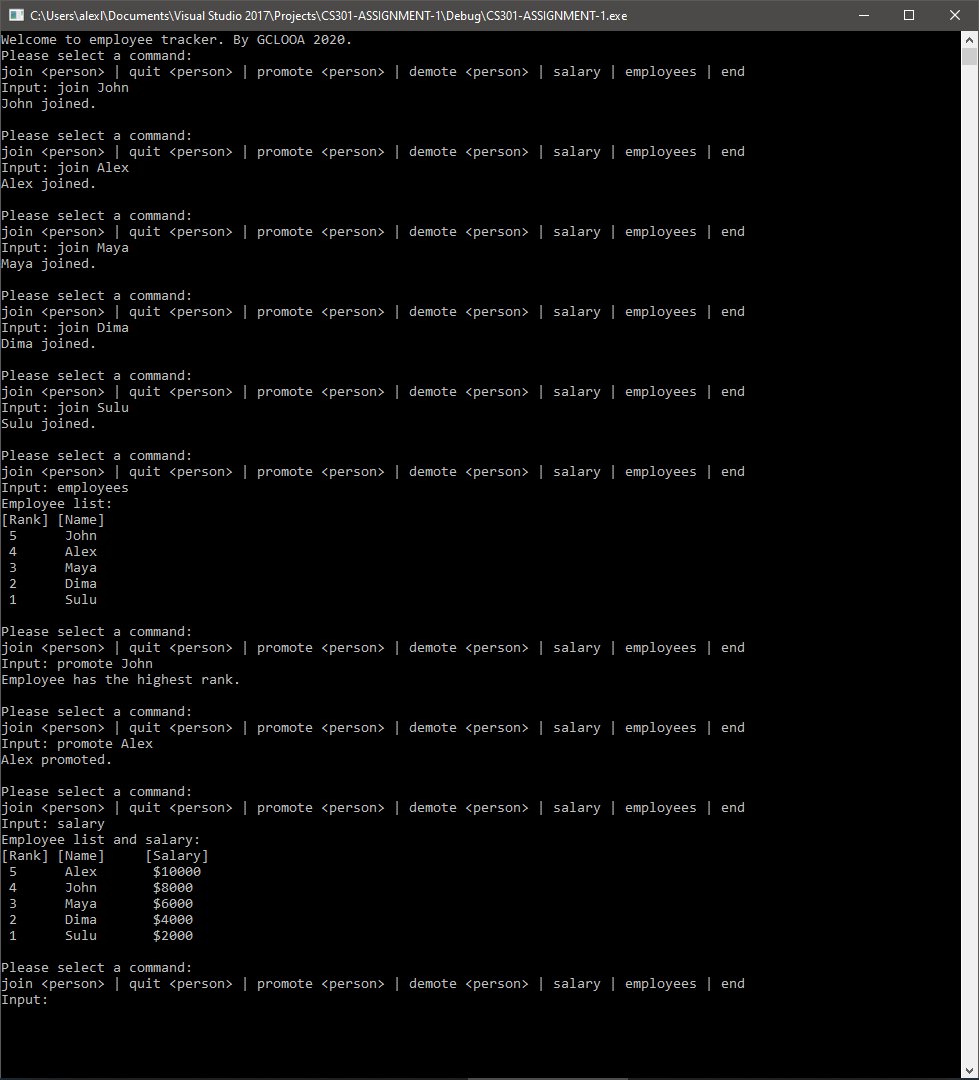 C:\Users\alexl\Documents\Visual Studio 2017\Projects\CS301-ASSIGNMENT-1\Debug\CS301-ASSIGNMENT-1.exe
Welcome to employee tracker. By GCLOOA 2020.
Please select a command:
join <person> | quit <person> | promote <person> | demote <person> | salary | employees | end
Input: join John
John joined.

Please select a command:
join <person> | quit <person> | promote <person> | demote <person> | salary | employees | end
Input: join Alex
Alex joined.

Please select a command:
join <person> | quit <person> | promote <person> | demote <person> | salary | employees | end
Input: join Maya
Maya joined.

Please select a command:
join <person> | quit <person> | promote <person> | demote <person> | salary | employees | end
Input: join Dima
Dima joined.

Please select a command:
join <person> | quit <person> | promote <person> | demote <person> | salary | employees | end
Input: join Sulu
Sulu joined.

Please select a command:
join <person> | quit <person> | promote <person> | demote <person> | salary | employees | end
Input: employees
Employee list:
[Rank] [Name]
 5      John
 4      Alex
 3      Maya
 2      Dima
 1      Sulu

Please select a command:
join <person> | quit <person> | promote <person> | demote <person> | salary | employees | end
Input: promote John
Employee has the highest rank.

Please select a command:
join <person> | quit <person> | promote <person> | demote <person> | salary | employees | end
Input: promote Alex
Alex promoted.

Please select a command:
join <person> | quit <person> | promote <person> | demote <person> | salary | employees | end
Input: salary
Employee list and salary:
[Rank] [Name]     [Salary]
 5      Alex       $10000
 4      John       $8000
 3      Maya       $6000
 2      Dima       $4000
 1      Sulu       $2000

Please select a command:
join <person> | quit <person> | promote <person> | demote <person> | salary | employees | end
Input: